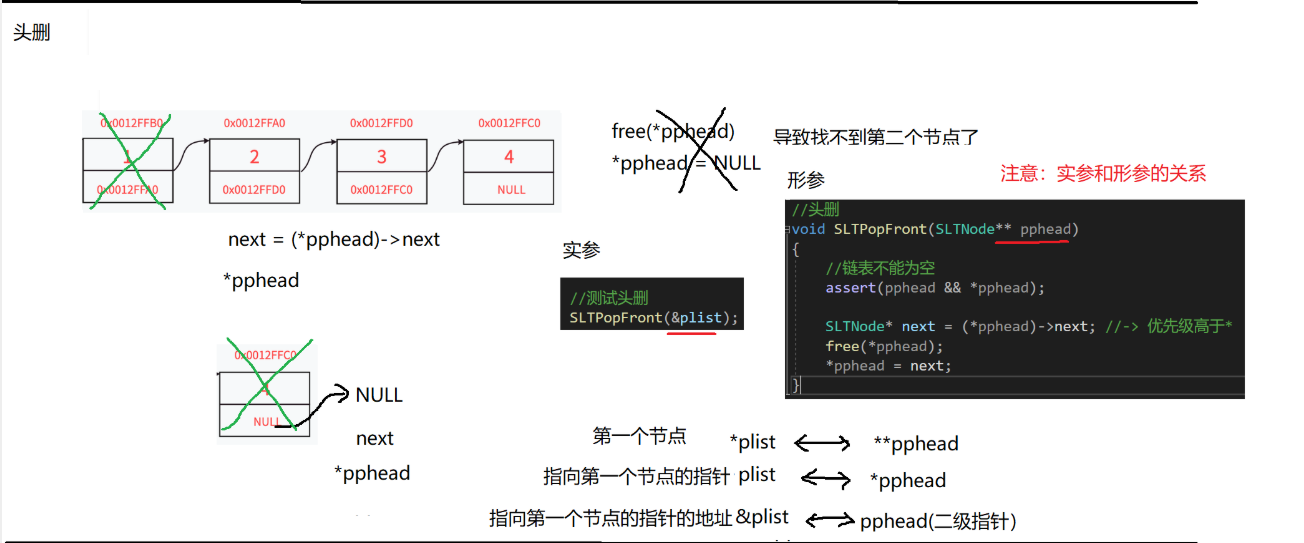 头删
0x0012FFB0 0x0012FFA0 0x0012FFD0 0x0012FFC0
1 2 3 4
0x0012FFA0 0x0012FFD0 0x0012FFC0 NULL
free(*pphead)
*pphead = NULL
导致找不到第二个节点了
next = (*pphead)->next
*pphead
实参
//测试头删
SLTPopFront(&plist);
形参
注意：实参和形参的关系
//头删
void SLTPopFront(SLTNode** pphead)
{
//链表不能为空
assert(pphead && *pphead);
SLTNode* next = (*pphead)->next; //-> 优先级高于*
free(*pphead);
*pphead = next;
}
0x0012FFC0
4
NULL
NULL
next
*pphead
第一个节点 *plist **pphead
指向第一个节点的指针 plist *pphead
指向第一个节点的指针的地址 &plist pphead(二级指针)